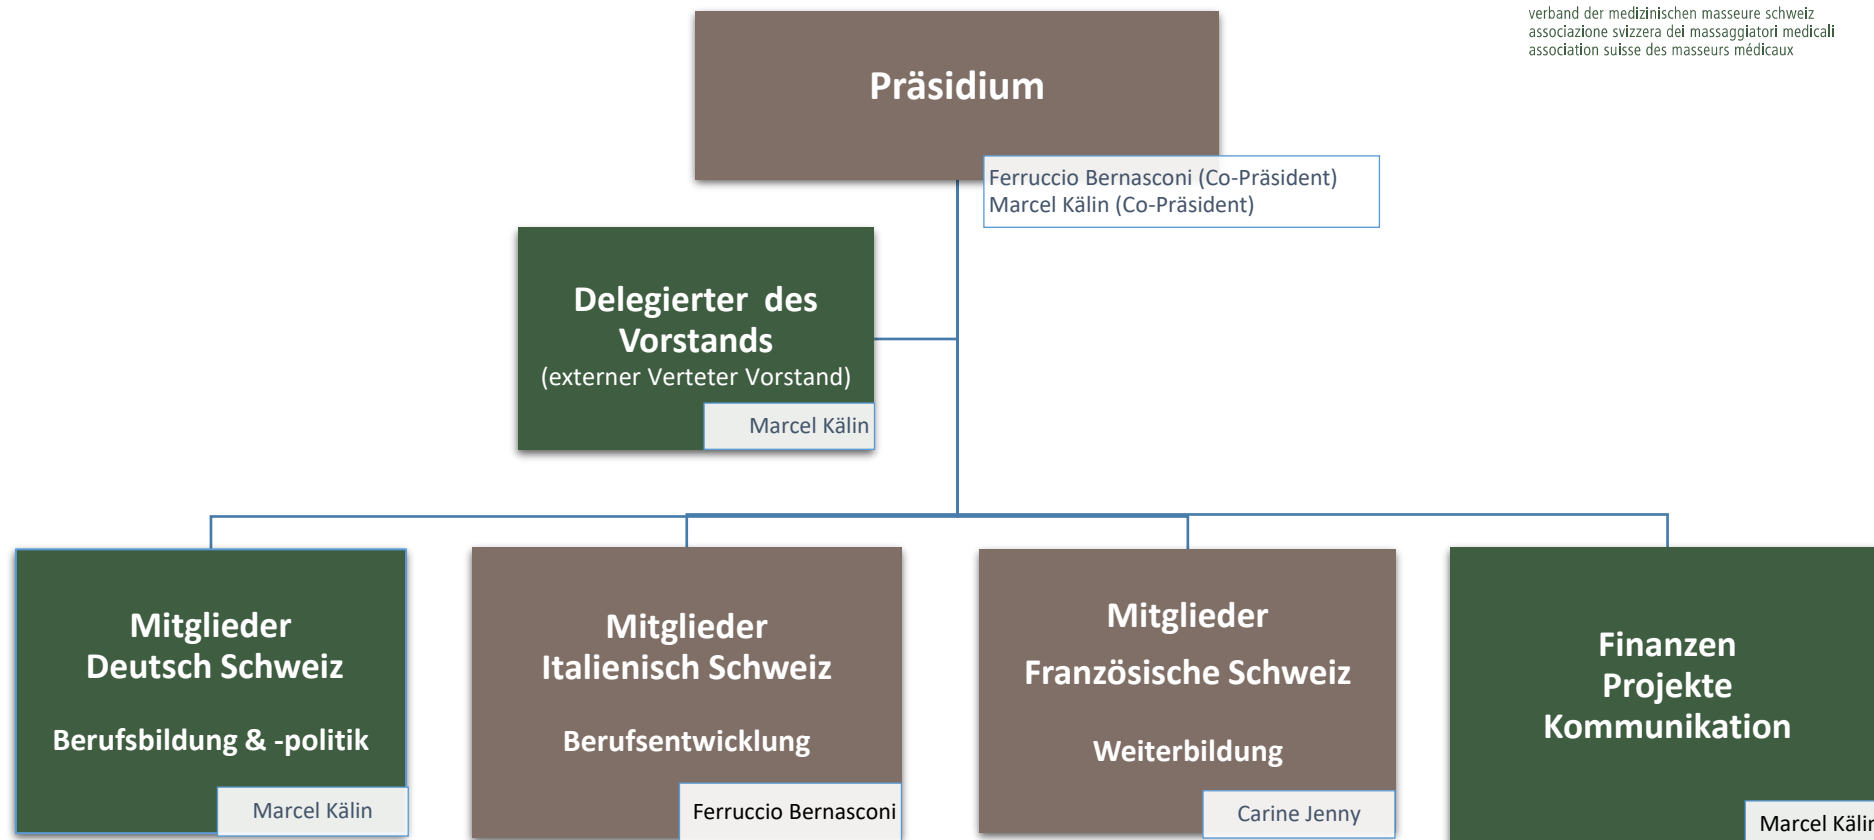 verband der medizinischen masseure schweiz
associazione svizzera dei massaggiatori medicali
association suisse des masseurs médicaux
Präsidium
Ferruccio Bernasconi (Co-Präsident)
Marcel Kälin (Co-Präsident)
Delegierter des
Vorstands
(externer Verteter Vorstand)
Marcel Kälin
Mitglieder
Deutsch Schweiz
Berufsbildung & -politik
Marcel Kälin
Mitglieder
Italienisch Schweiz
Berufsentwicklung
Ferruccio Bernasconi
Mitglieder
Französische Schweiz
Weiterbildung
Carine Jenny
Finanzen
Projekte
Kommunikation
Marcel Kälin